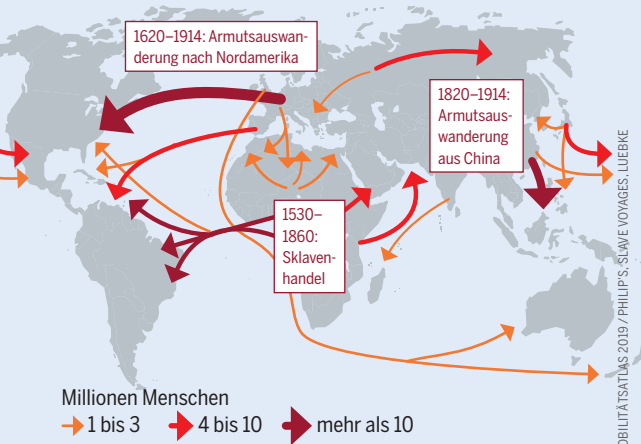 1620–1914: Armutsauswan-
derung nach Nordamerika
1820–1914:
Armutsaus-
wanderung
aus China
1530–
1860:
Sklaven-
handel
Millionen Menschen
1 bis 3
4 bis 10
mehr als 10
OBILITÄTSATLAS 2019 / PHILIP’S, SLAVE VOYAGES, LUEBKE